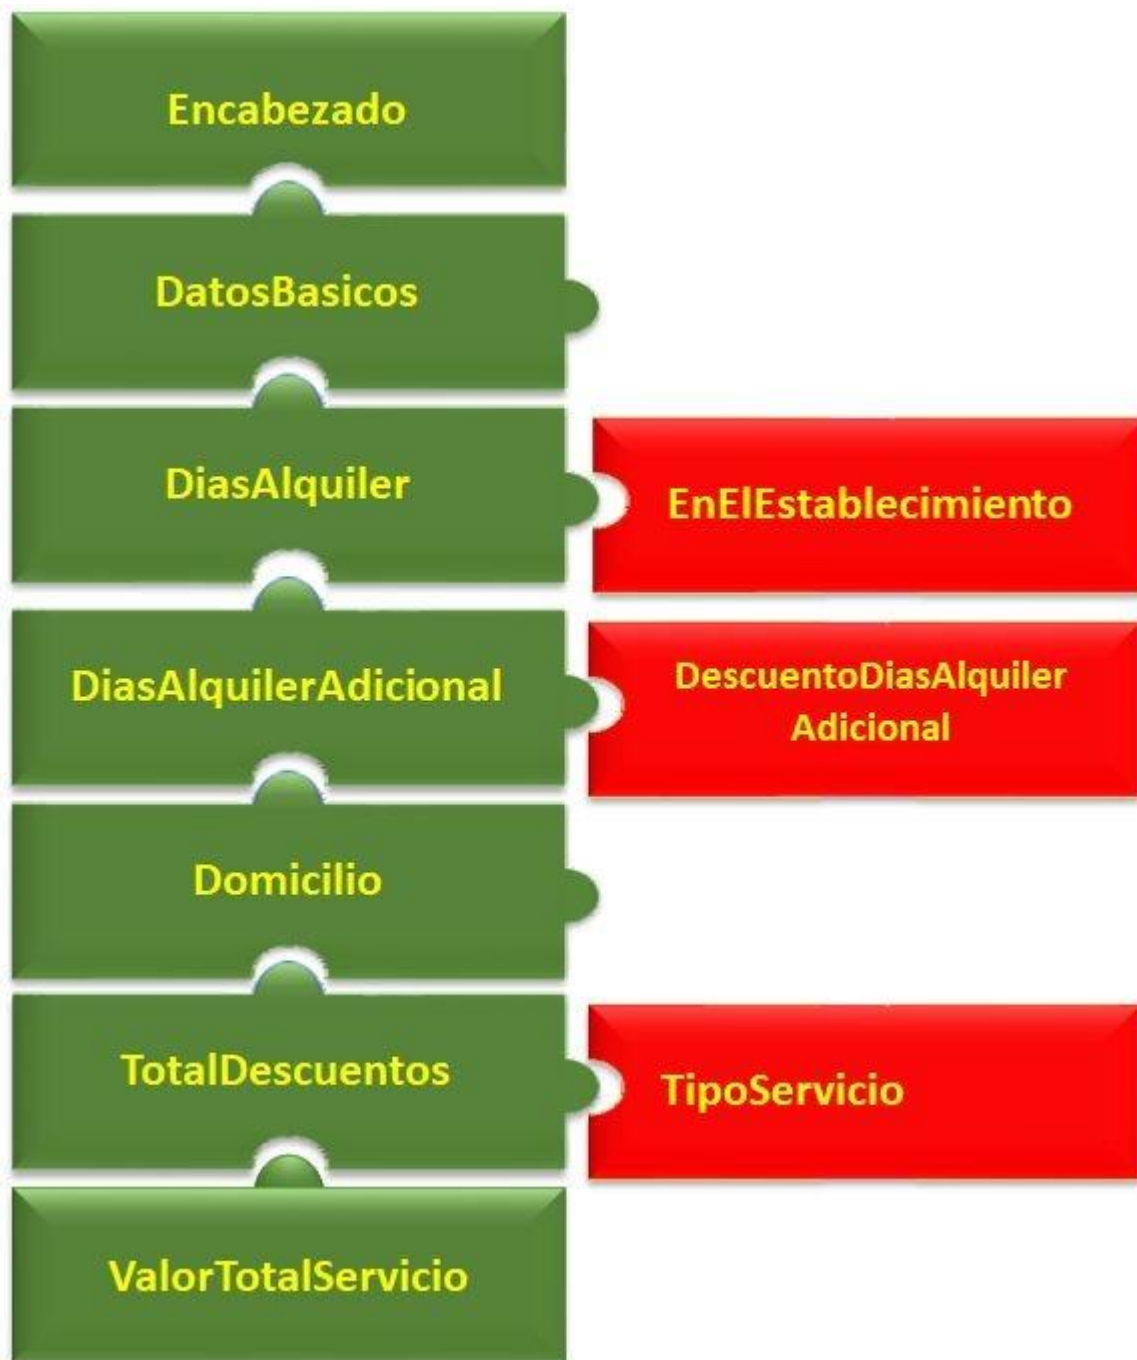 Encabezado
DatosBasicos
DiasAlquiler
EnElEstablecimiento
DiasAlquilerAdicional
DescuentoDiasAlquiler
Adicional
Domicilio
TotalDescuentos
TipoServicio
ValorTotalServicio